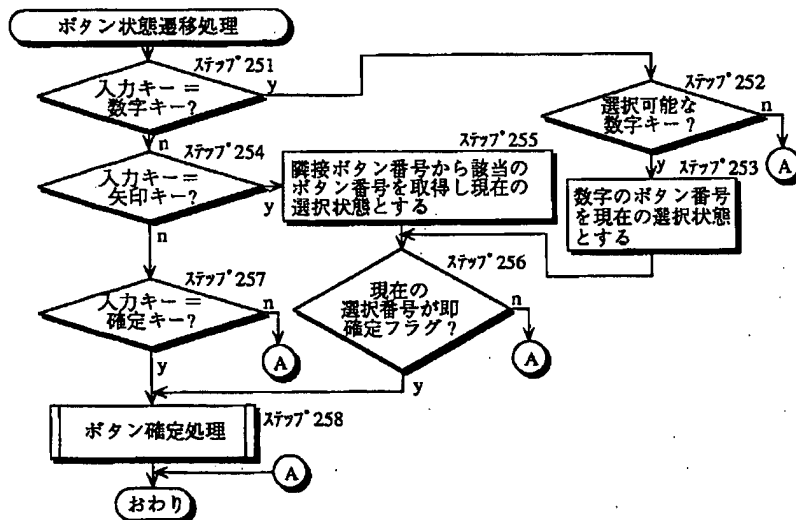 ボタン状態遷移処理
ステップ251
入力キー＝
数字キー？
y
n
ステップ252
選択可能な
数字キー？
n
A
y
ステップ253
数字のボタン番号
を現在の選択状態
とする
ステップ254
入力キー＝
矢印キー？
y
n
ステップ255
隣接ボタン番号から該当の
ボタン番号を取得し現在の
選択状態とする
ステップ256
現在の
選択番号が即
確定フラグ？
n
A
y
ステップ257
入力キー＝
確定キー？
n
A
y
ステップ258
ボタン確定処理
A
おわり